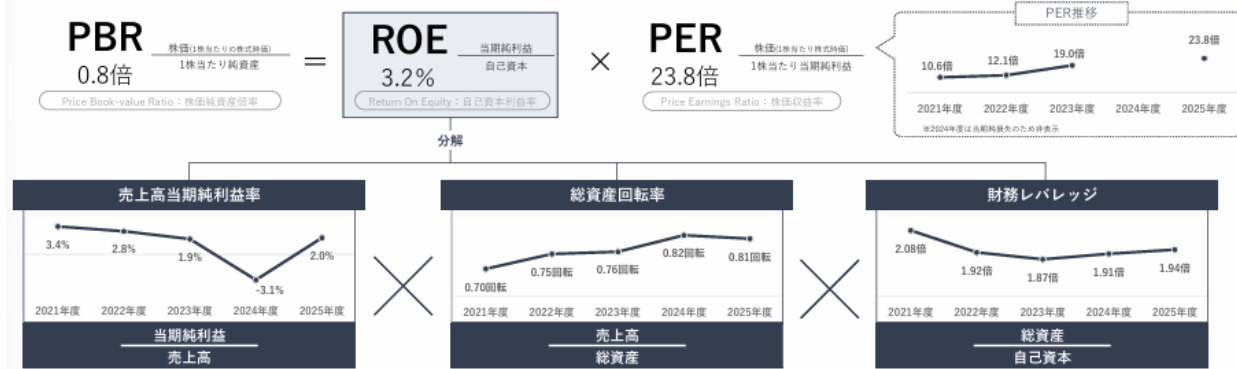 PBR
0.8倍
株価(1株当たりの株式時価)
1株当たり純資産
Price Book-value Ratio：株価純資産倍率
=
ROE
3.2%
当期純利益
自己資本
Return On Equity：自己資本利益率
×
PER
23.8倍
株価(1株当たり株式時価)
1株当たり当期純利益
Price Earnings Ratio：株価収益率
PER推移
10.6倍 12.1倍 19.0倍 23.8倍
2021年度 2022年度 2023年度 2024年度 2025年度
※2024年度は当期純損失のため非表示
分解
売上高当期純利益率
3.4% 2.8% 1.9% -3.1% 2.0%
2021年度 2022年度 2023年度 2024年度 2025年度
当期純利益
売上高
×
総資産回転率
0.70回転 0.75回転 0.76回転 0.82回転 0.81回転
2021年度 2022年度 2023年度 2024年度 2025年度
売上高
総資産
×
財務レバレッジ
2.08倍 1.92倍 1.87倍 1.91倍 1.94倍
2021年度 2022年度 2023年度 2024年度 2025年度
総資産
自己資本